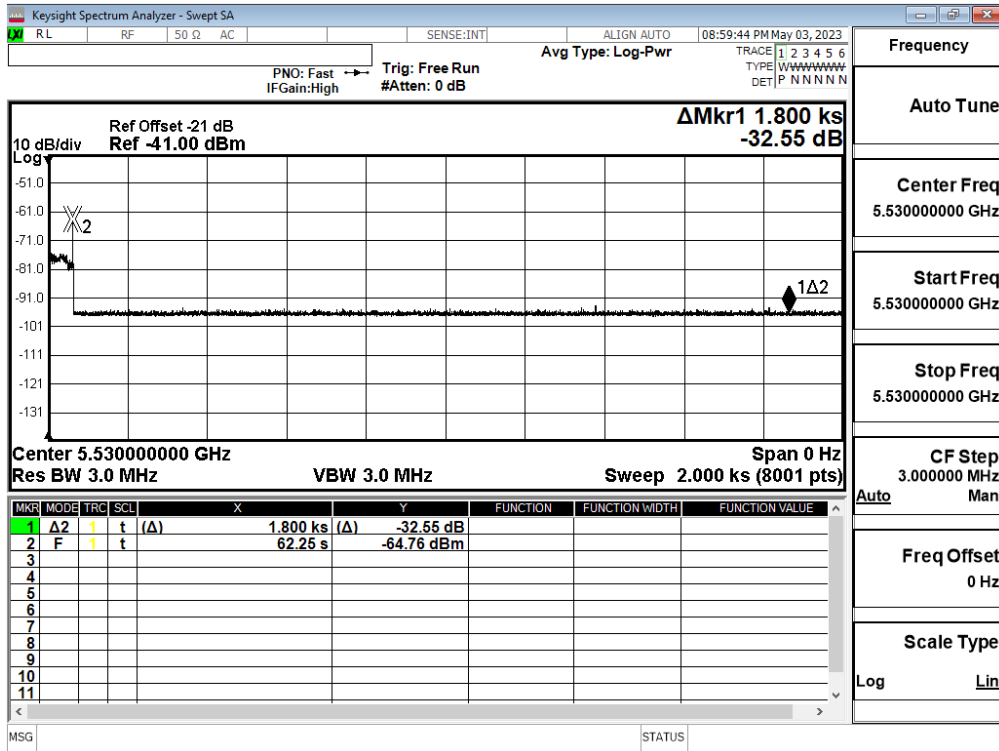 Keysight Spectrum Analyzer - Swept SA
LXI RL RF 50 Ω AC SENSE:INT ALIGN AUTO 08:59:44 PM May 03, 2023
PNO: Fast Trig: Free Run Avg Type: Log-Pwr TRACE 1 2 3 4 5 6
IFGain:High #Atten: 0 dB TYPE WWWWWW
DET P N N N N N
ΔMkr1 1.800 ks
-32.55 dB
Ref Offset -21 dB
10 dB/div Ref -41.00 dBm
Log
-51.0
-61.0
2
-71.0
-81.0
-91.0
1Δ2
-101
-111
-121
-131
Center 5.530000000 GHz Span 0 Hz
Res BW 3.0 MHz VBW 3.0 MHz Sweep 2.000 ks (8001 pts)
MKR MODE TRC SCL X Y FUNCTION FUNCTION WIDTH FUNCTION VALUE
1 Δ2 1 t (Δ) 1.800 ks (Δ) -32.55 dB
2 F 1 t 62.25 s -64.76 dBm
3
4
5
6
7
8
9
10
11
MSG STATUS
Frequency
Auto Tune
Center Freq
5.530000000 GHz
Start Freq
5.530000000 GHz
Stop Freq
5.530000000 GHz
CF Step
3.000000 MHz
Auto Man
Freq Offset
0 Hz
Scale Type
Log Lin